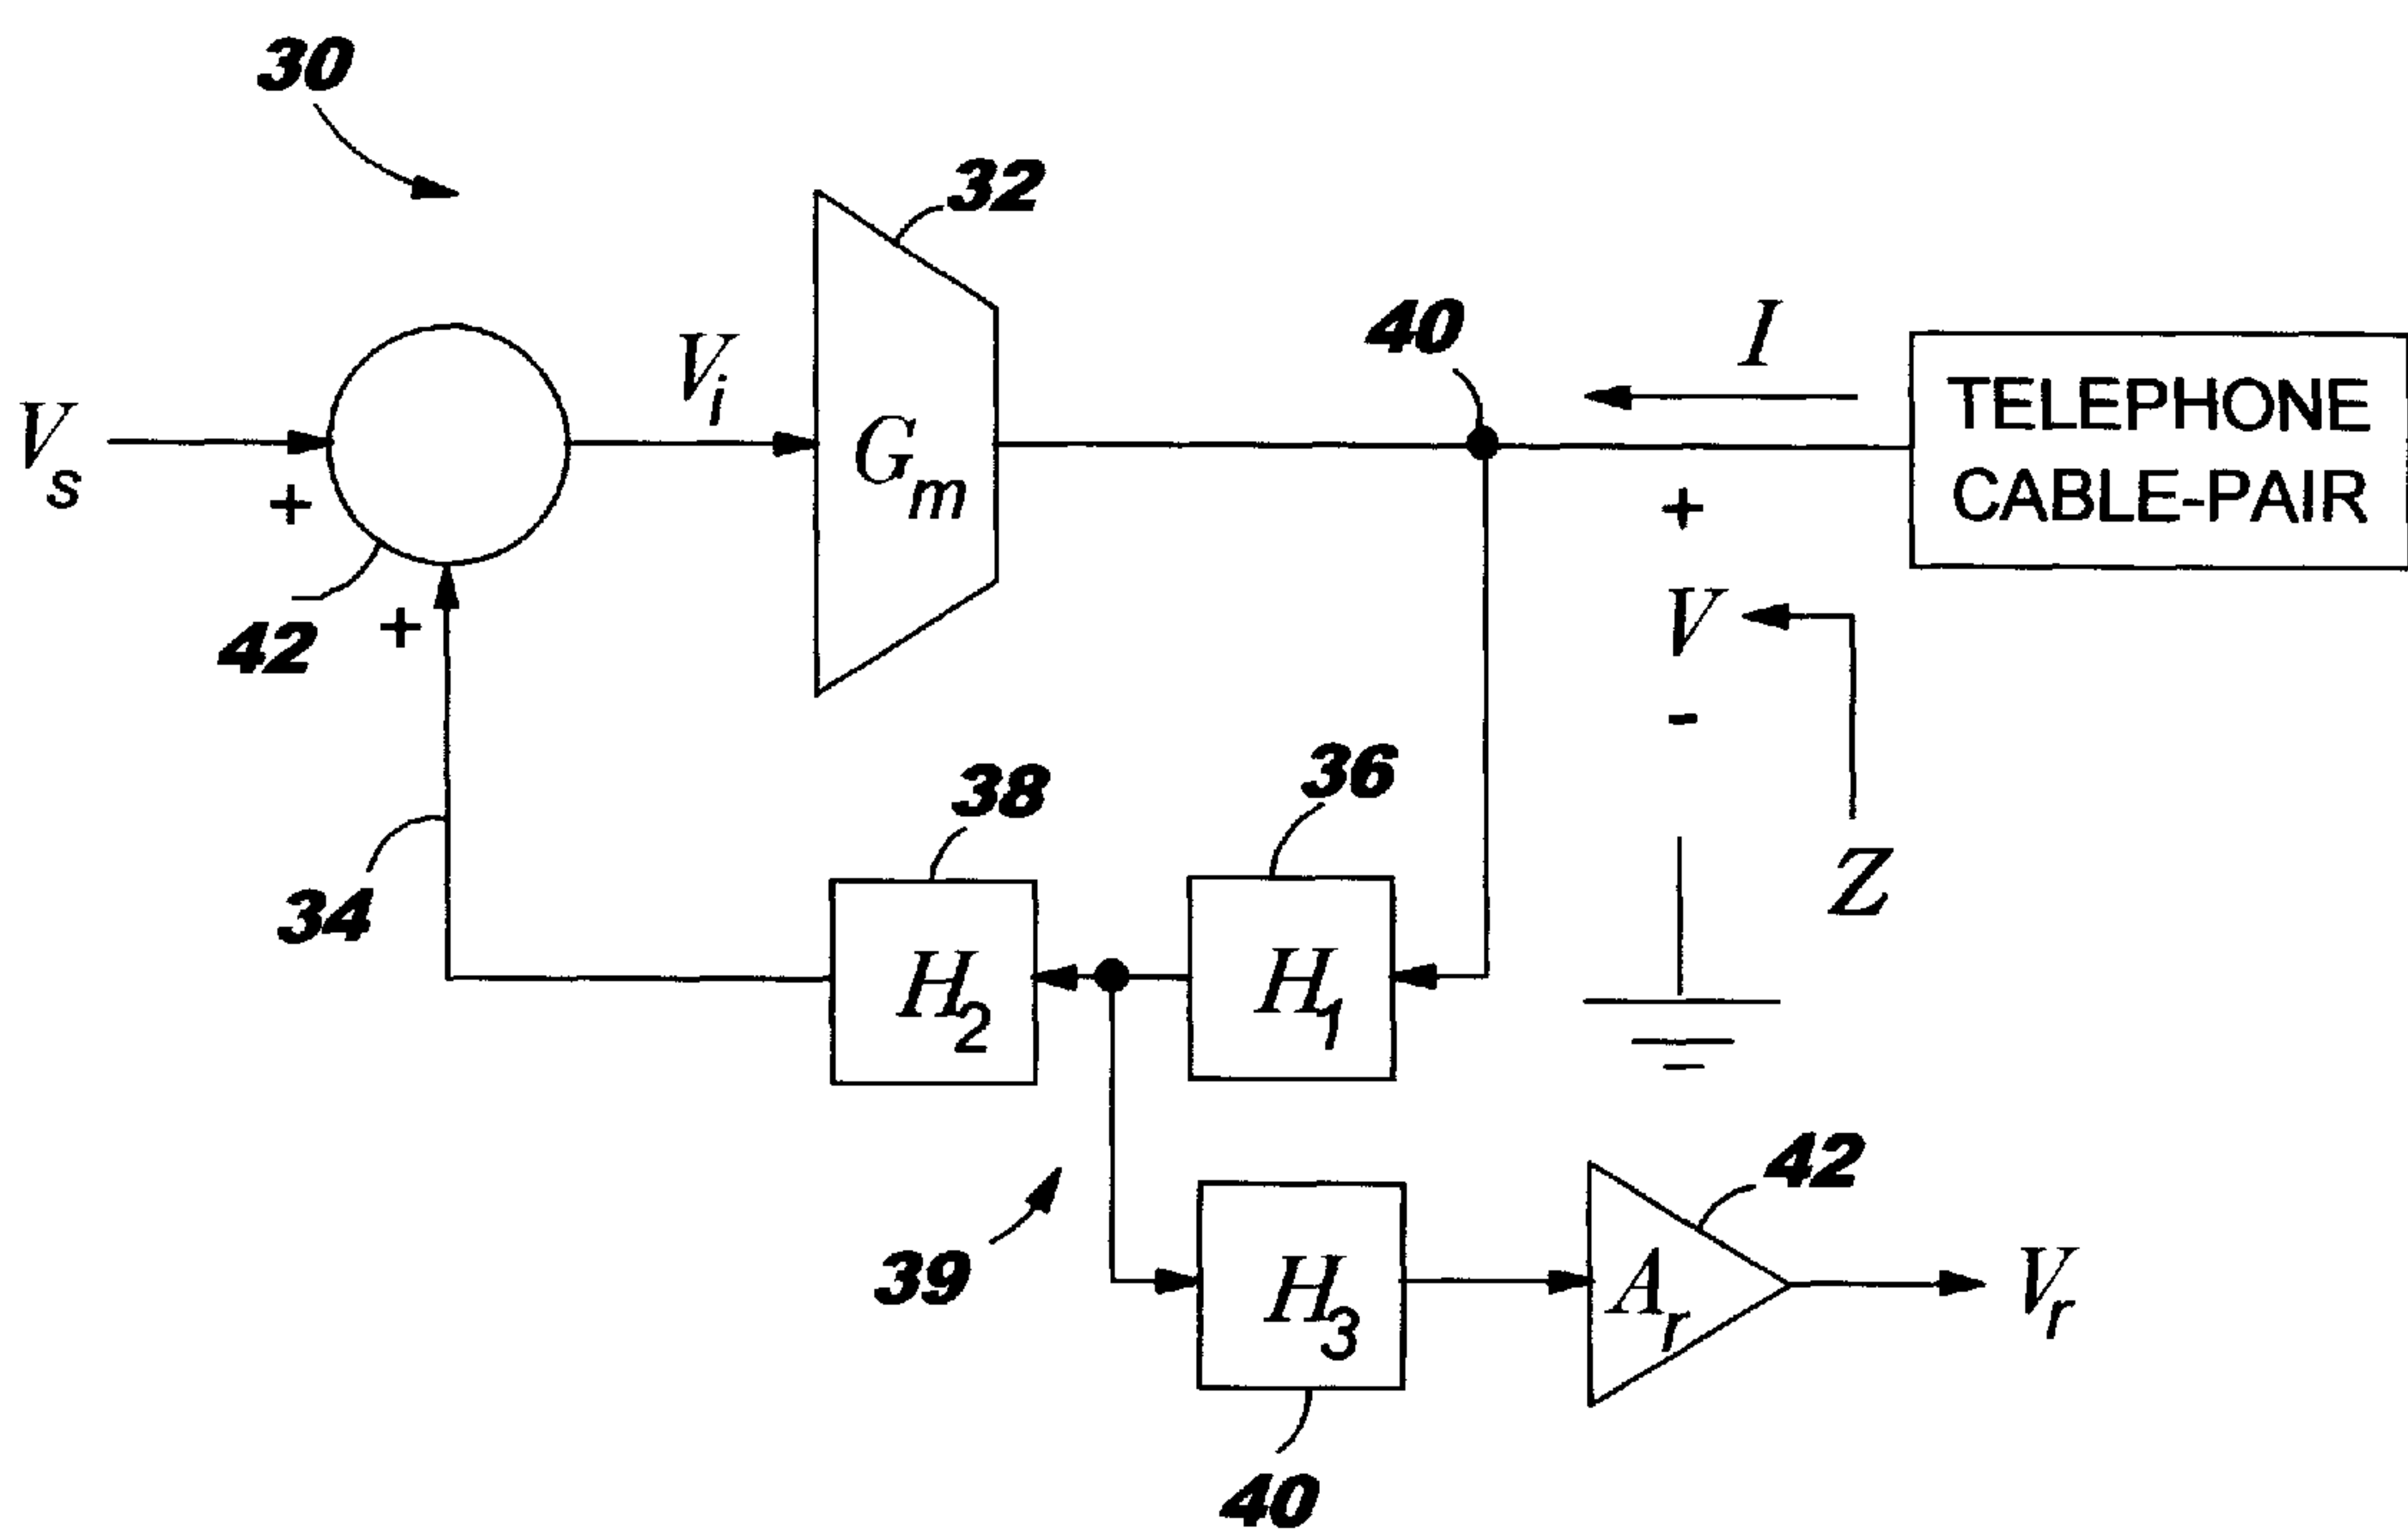 30
32
40
I
TELEPHONE
CABLE-PAIR
V_s
+
V_i
G_m
+
V
-
Z
42
+
34
38
36
H_2
H_1
39
H_3
40
42
A_r
V_r